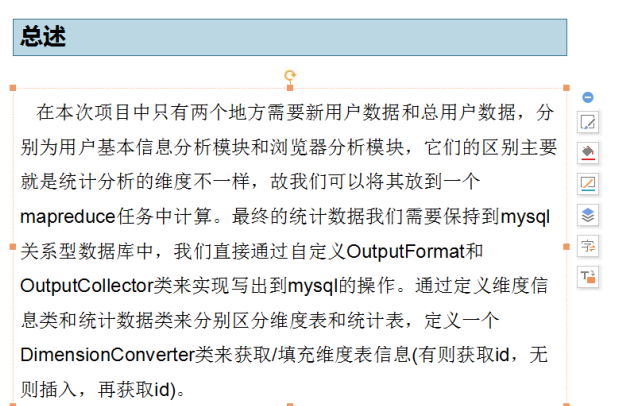 总述
在本次项目中只有两个地方需要新用户数据和总用户数据，分
别为用户基本信息分析模块和浏览器分析模块，它们的区别主要
就是统计分析的维度不一样，故我们可以将其放到一个
mapreduce任务中计算。最终的统计数据我们需要保持到mysql
关系型数据库中，我们直接通过自定义OutputFormat和
OutputCollector类来实现写出到mysql的操作。通过定义维度信
息类和统计数据类来分别区分维度表和统计表，定义一个
DimensionConverter类来获取/填充维度表信息(有则获取id，无
则插入，再获取id)。
字
T